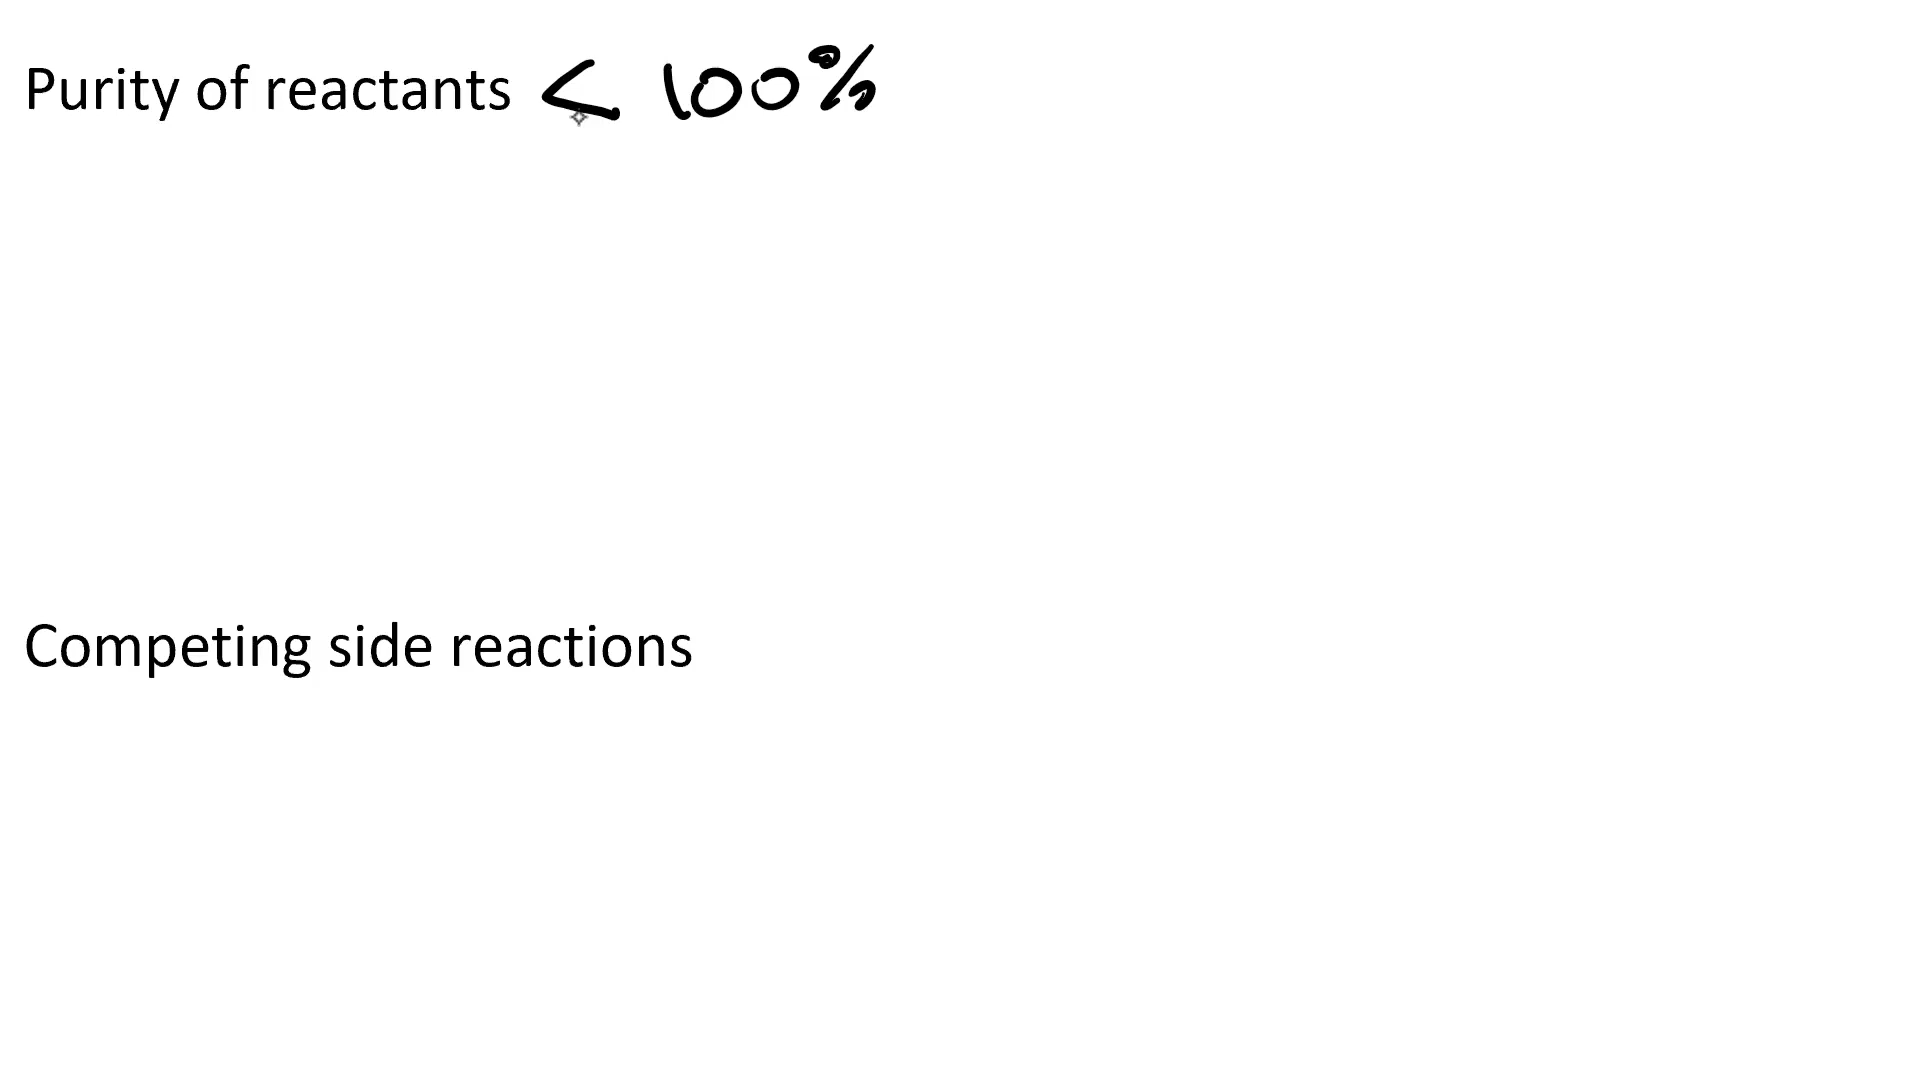 Purity of reactants < 100%
Competing side reactions